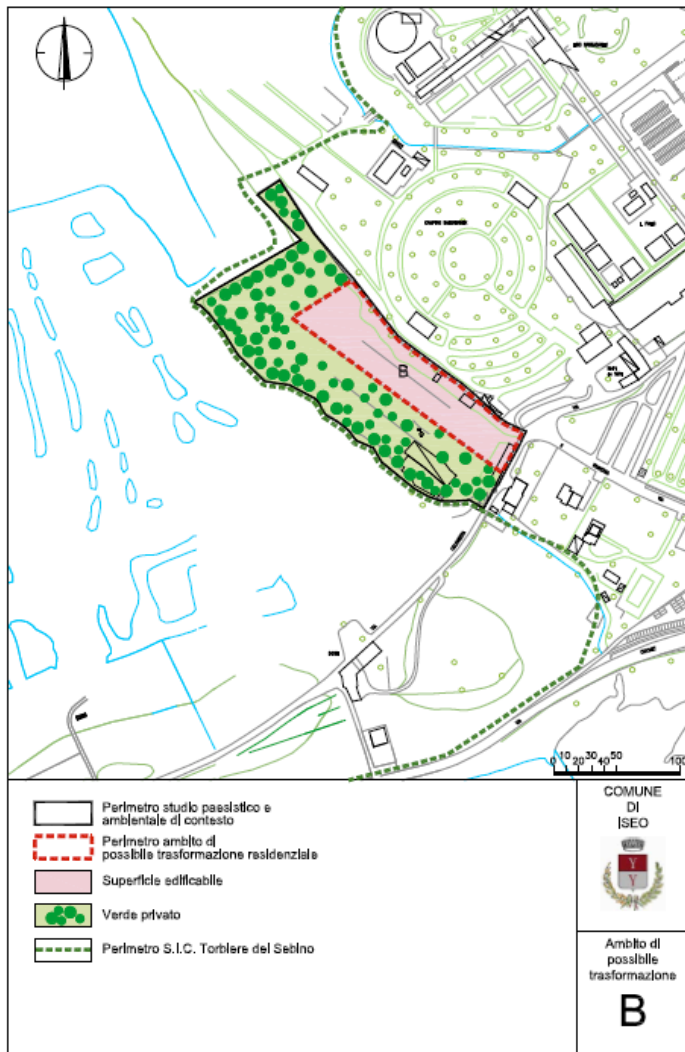 B
0 10 20 30 40 50 100
Perimetro studio paesistico e
ambientale di contesto
Perimetro ambito di
possibile trasformazione residenziale
Superficie edificabile
Verde privato
Perimetro S.I.C. Torbiere del Sebino
COMUNE
DI
ISEO
Y
Y
Ambito di
possibile
trasformazione
B